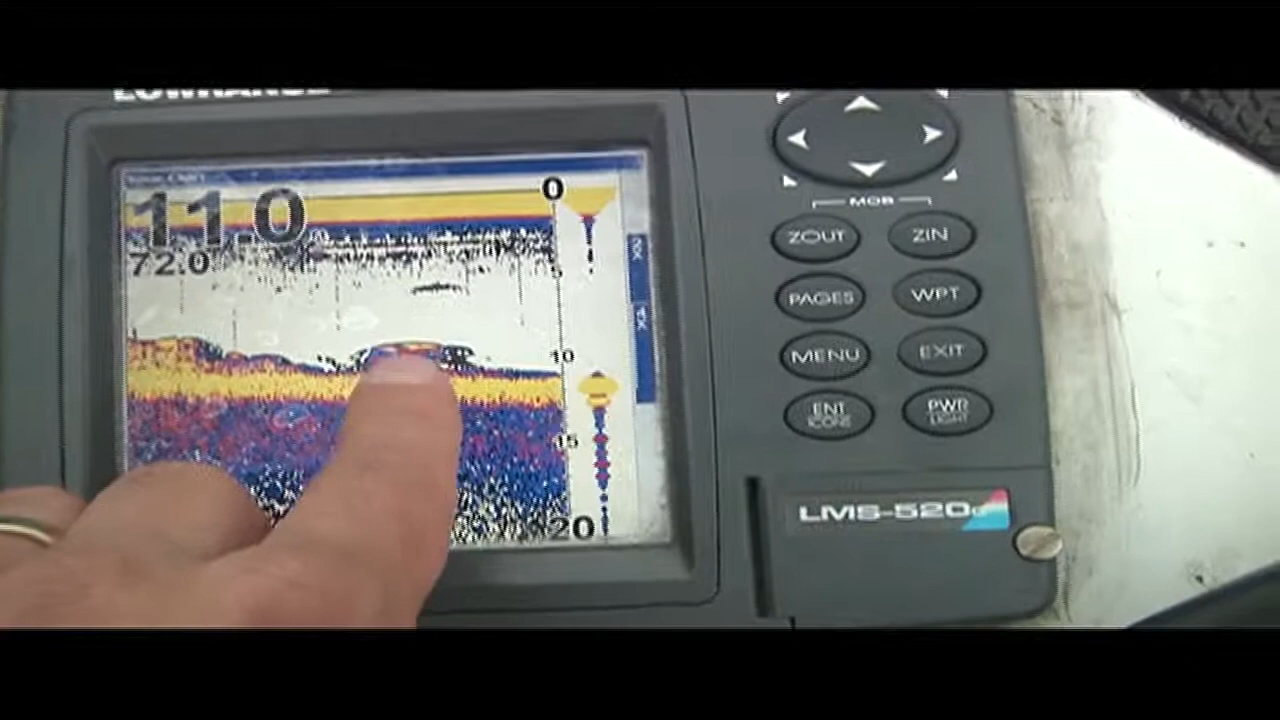 LOWRANCE
11.0
72.0
0
5
10
15
20
MOB
ZOUT ZIN
PAGES WPT
MENU EXIT
ENT PWR
ICONS LIGHT
LMS-520c